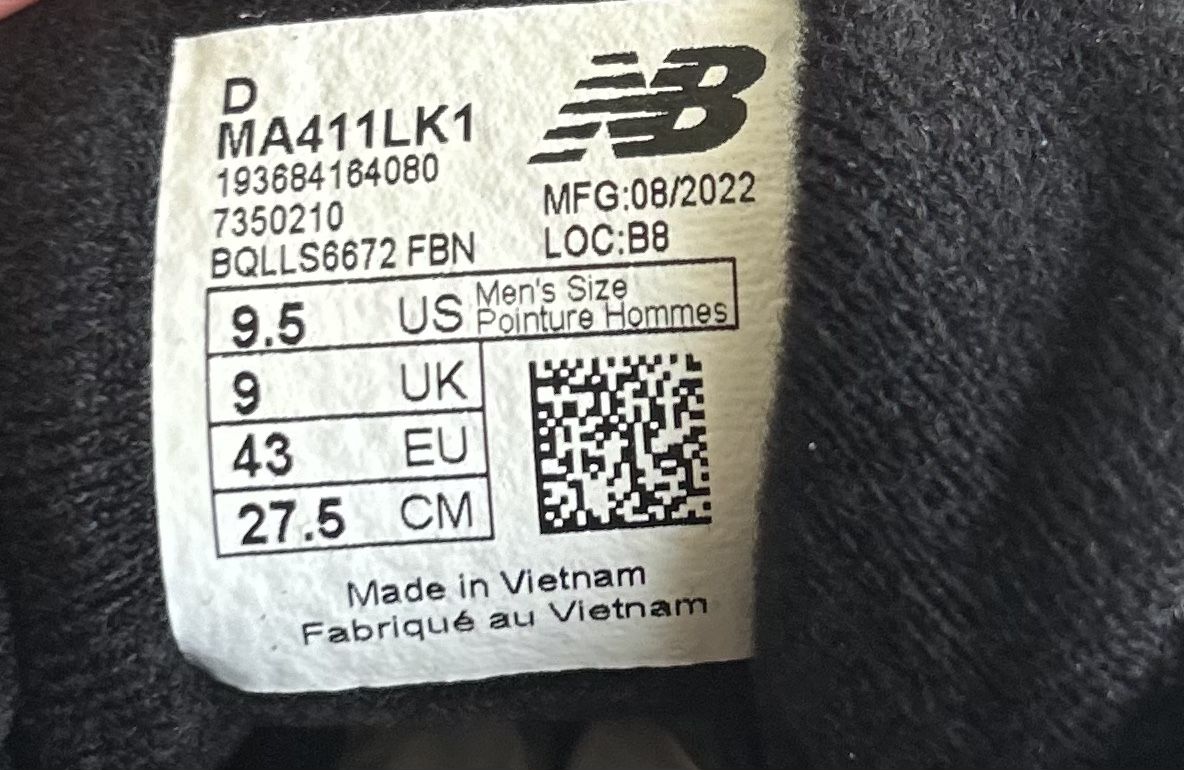 D
MA411LK1
193684164080
7350210
BQLLS6672 FBN
NB
MFG:08/2022
LOC:B8
9.5 US Men's Size
Pointure Hommes
9 UK
43 EU
27.5 CM
Made in Vietnam
Fabriqué au Vietnam